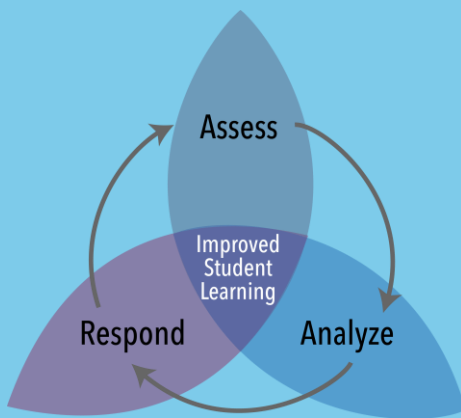 Assess
Improved
Student
Learning
Respond
Analyze